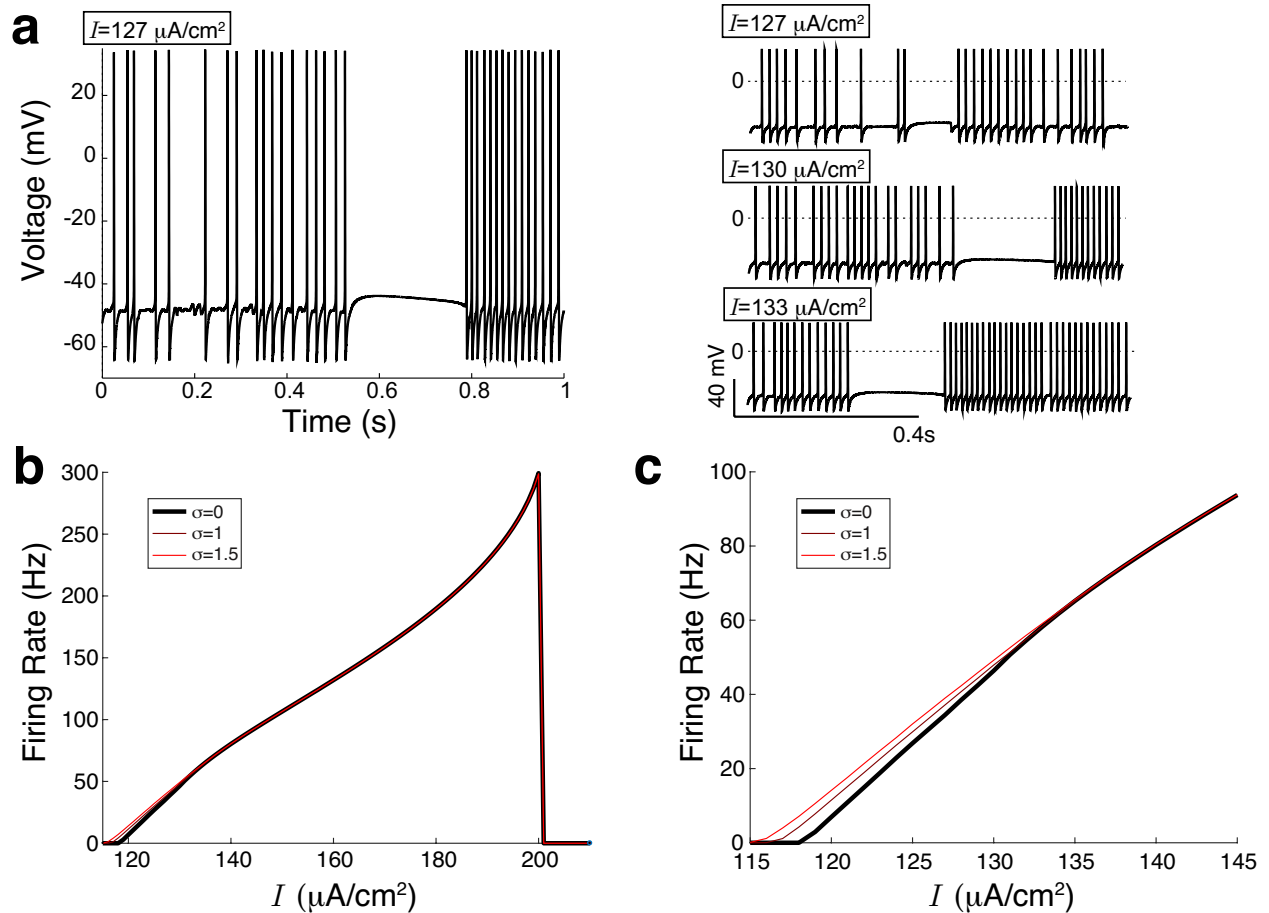 a
I=127 μA/cm²
Voltage (mV)
20
0
-20
-40
-60
0
0.2
0.4
0.6
0.8
1
Time (s)
I=127 μA/cm²
0
I=130 μA/cm²
0
I=133 μA/cm²
0
40 mV
0.4s
b
Firing Rate (Hz)
300
250
200
150
100
50
0
σ=0
σ=1
σ=1.5
120
140
160
180
200
I (μA/cm²)
c
Firing Rate (Hz)
100
80
60
40
20
0
σ=0
σ=1
σ=1.5
115
120
125
130
135
140
145
I (μA/cm²)